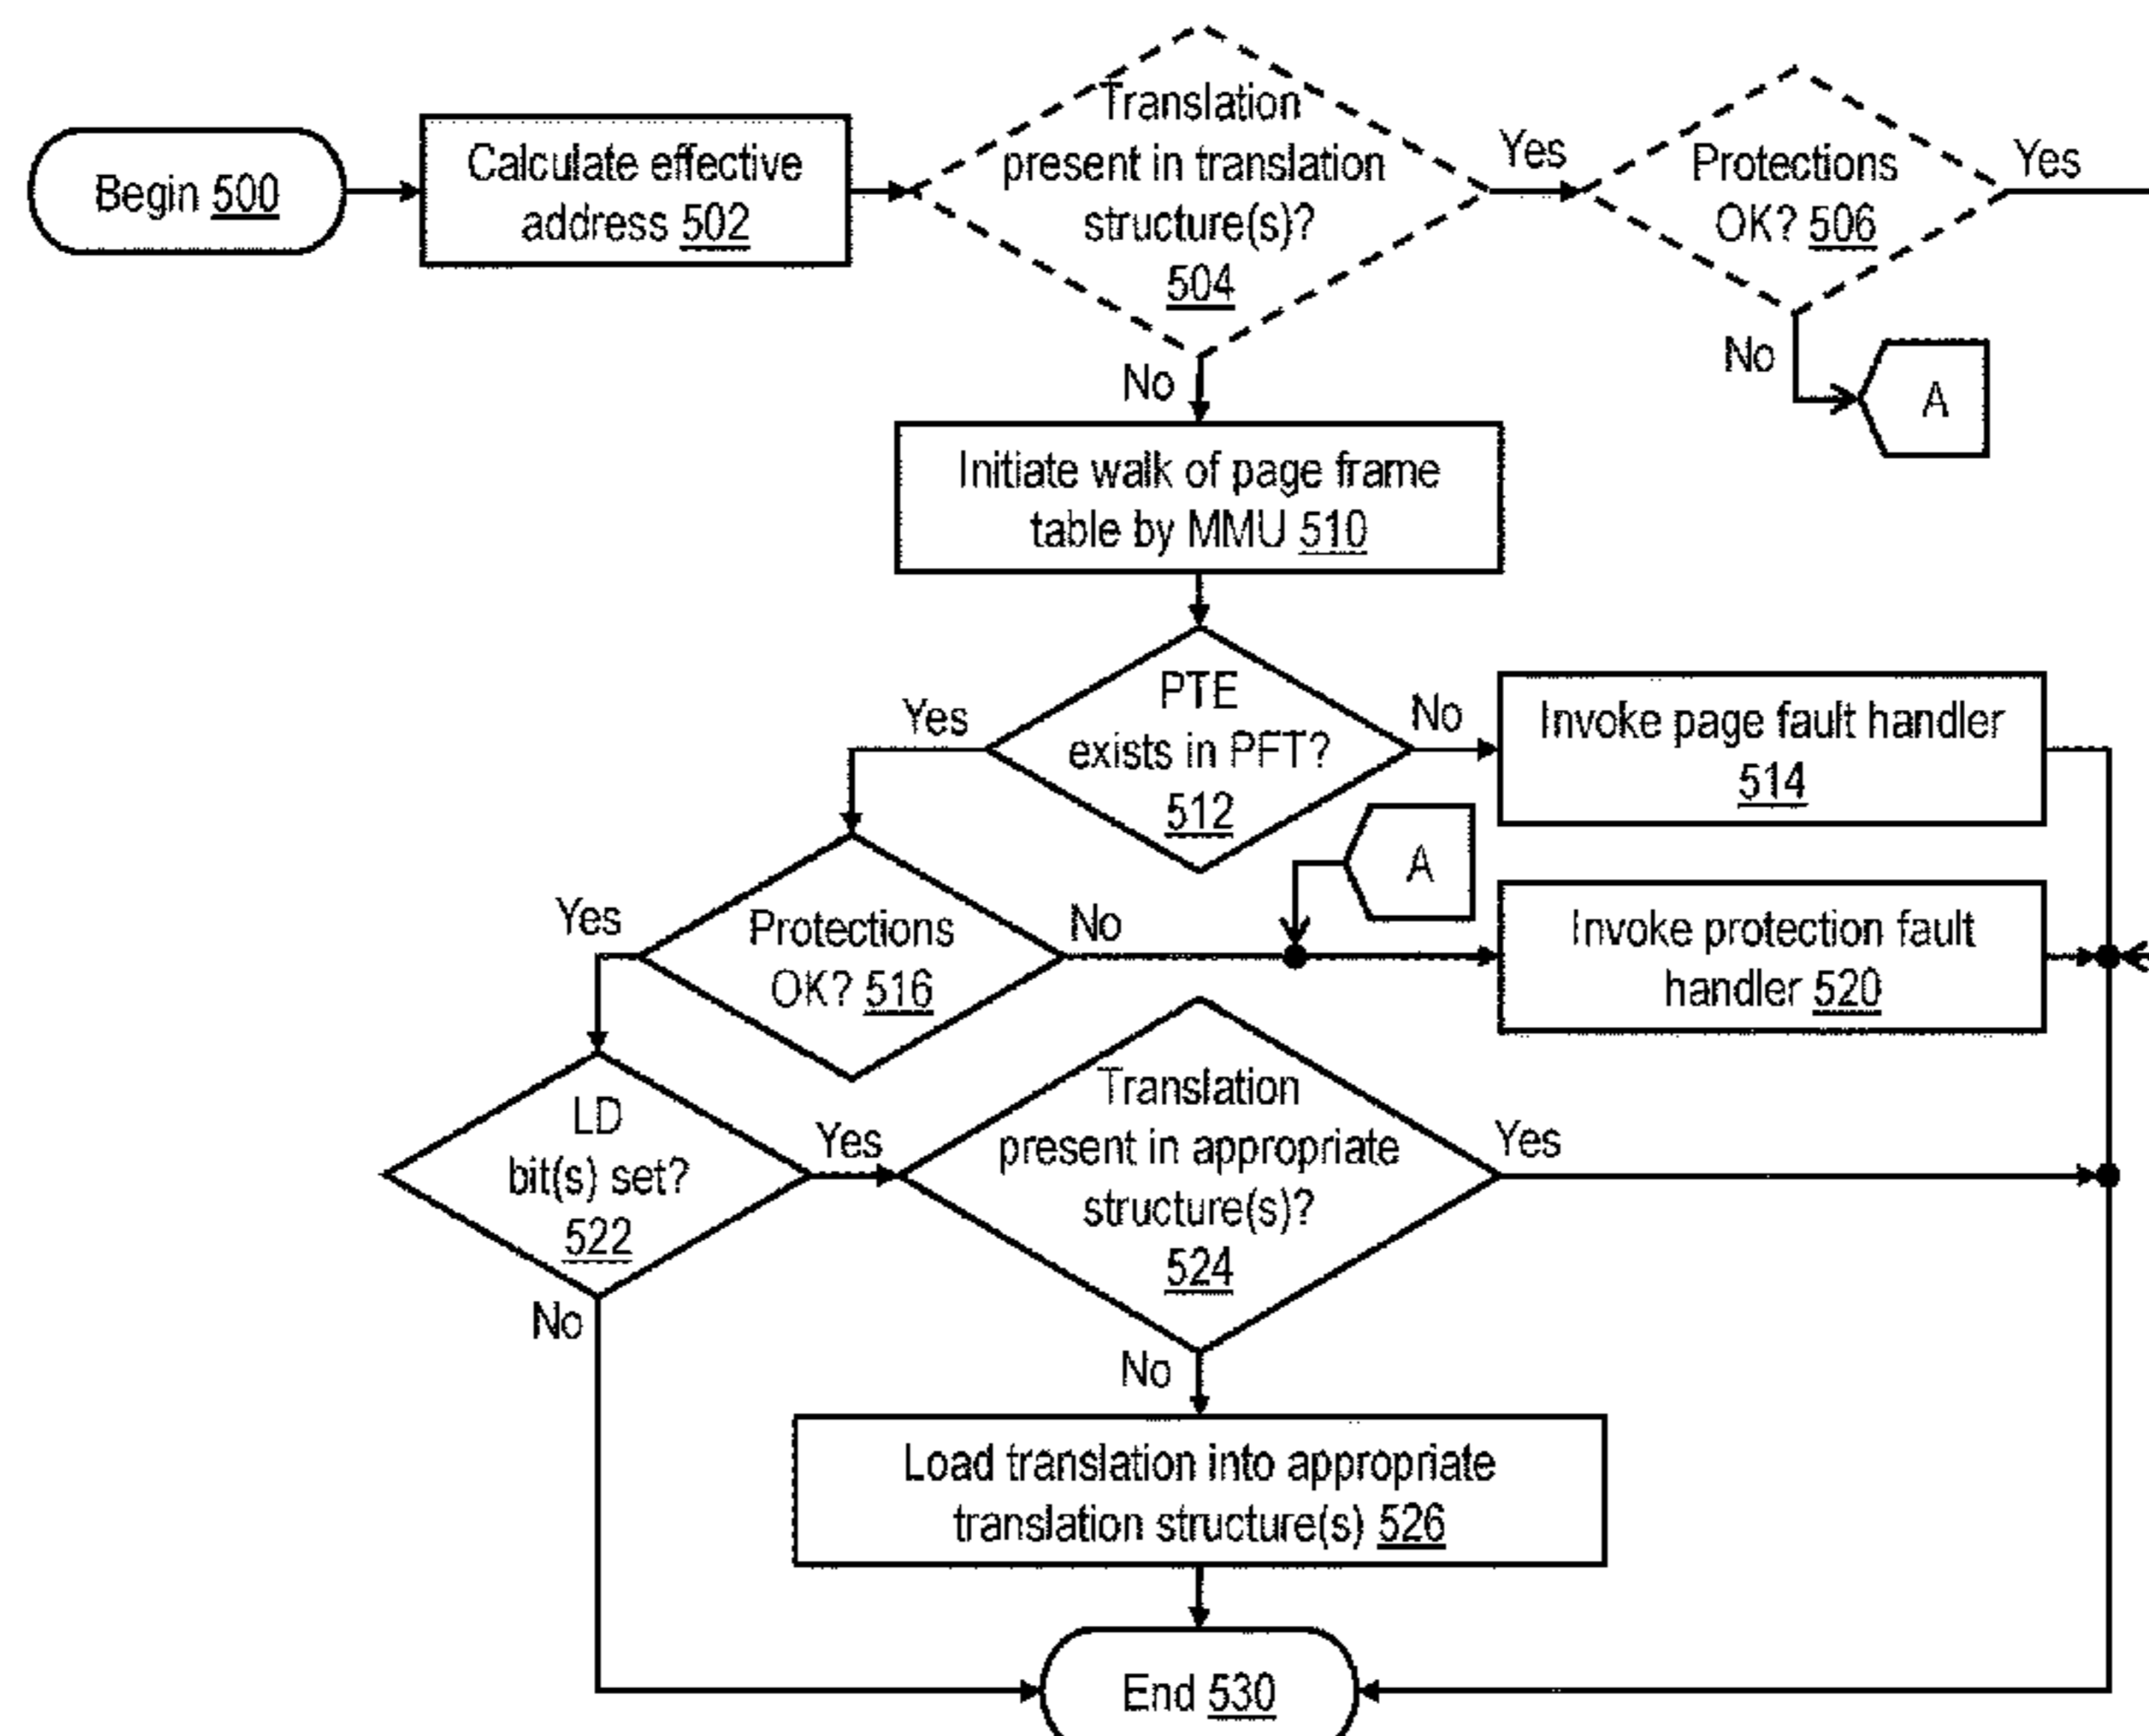 Begin 500
Calculate effective
address 502
Translation
present in translation
structure(s)?
504
Yes
Protections
OK? 506
Yes
No
A
No
Initiate walk of page frame
table by MMU 510
PTE
exists in PFT?
512
Yes
No
Invoke page fault handler
514
A
Protections
OK? 516
Yes
No
Invoke protection fault
handler 520
LD
bit(s) set?
522
Yes
No
Translation
present in appropriate
structure(s)?
524
Yes
No
Load translation into appropriate
translation structure(s) 526
End 530